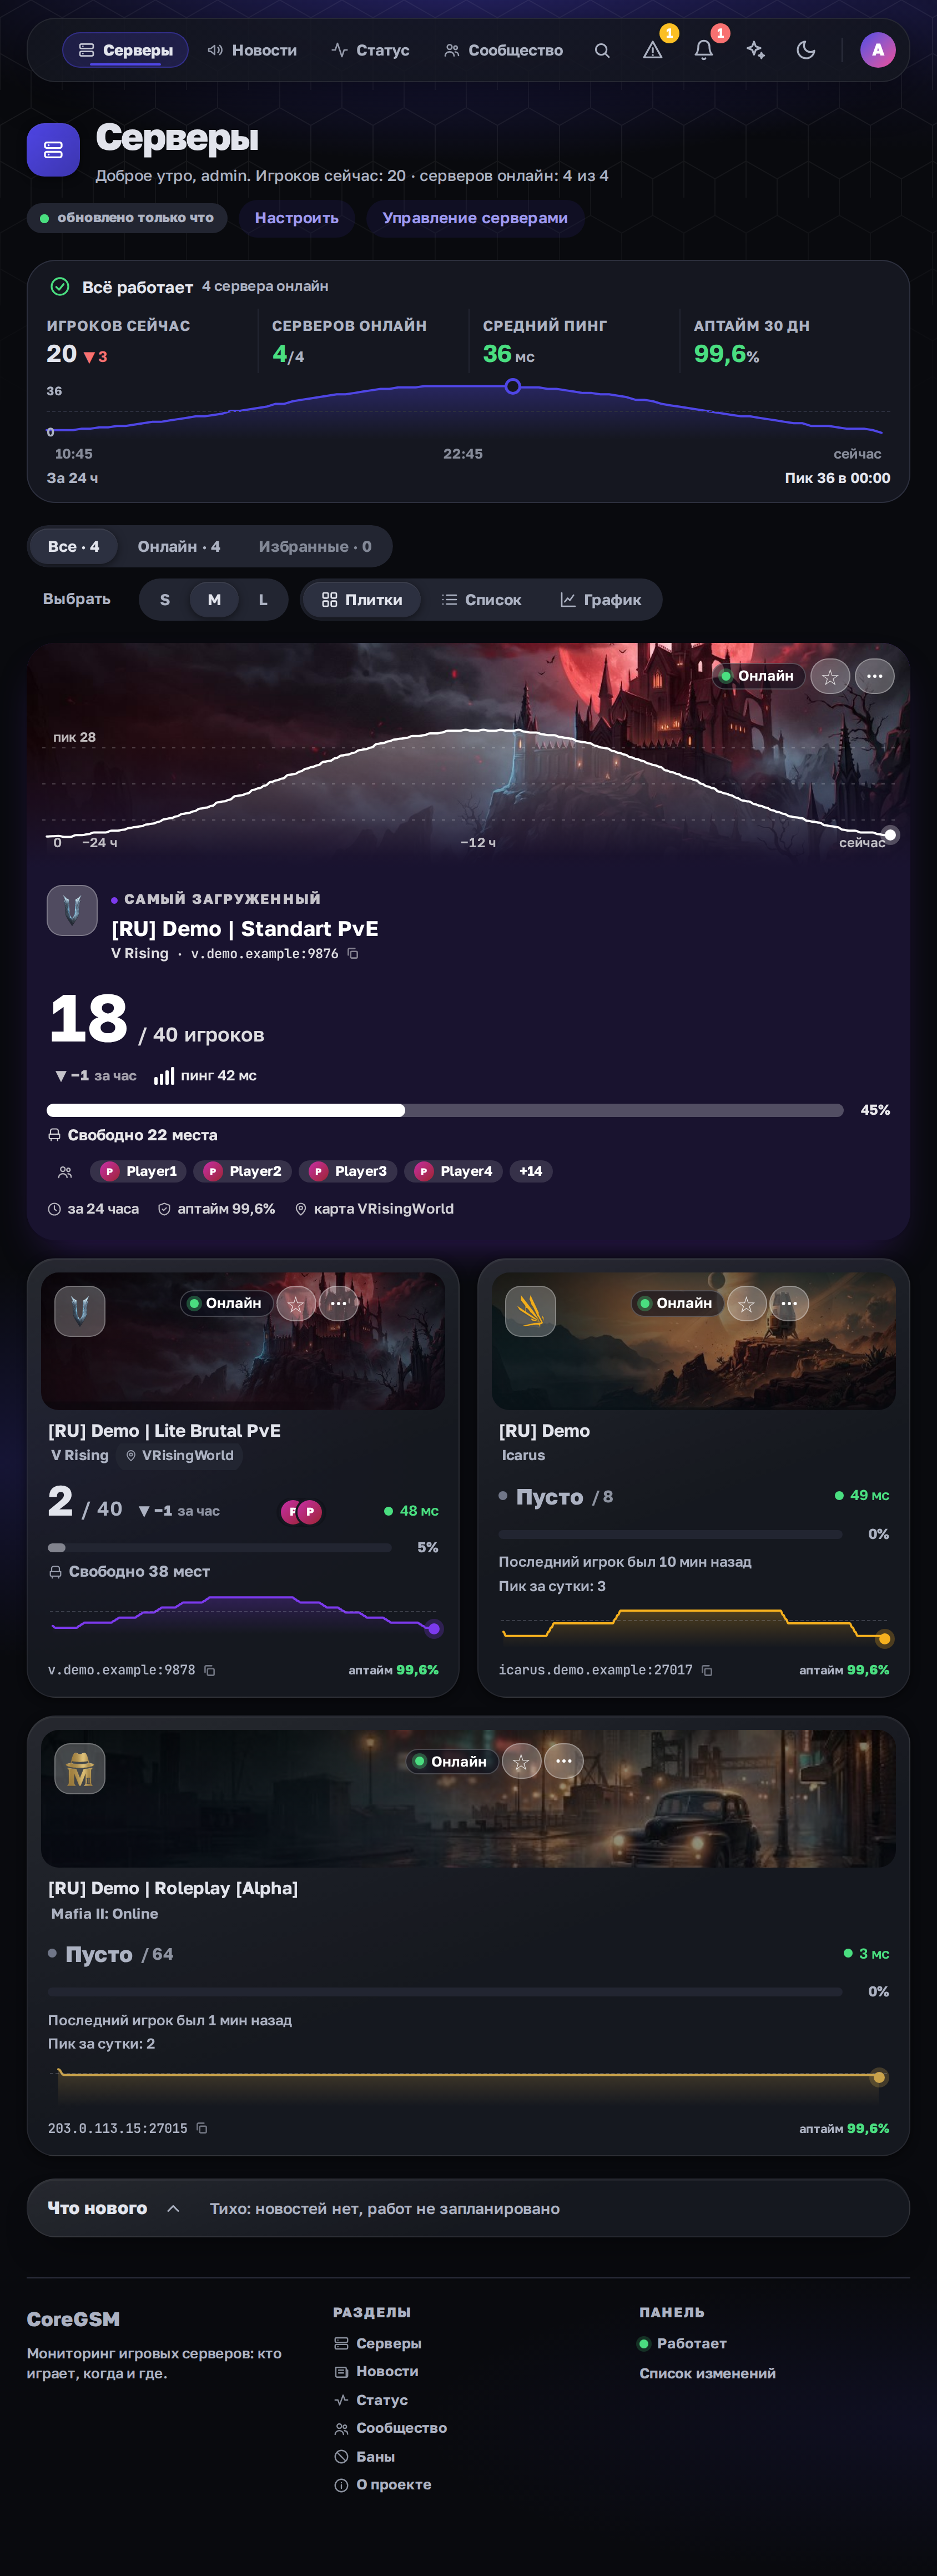 Серверы
Новости
Статус
Сообщество
1
1
A
Серверы
Доброе утро, admin. Игроков сейчас: 20 · серверов онлайн: 4 из 4
обновлено только что
Настроить
Управление серверами
Всё работает 4 сервера онлайн
ИГРОКОВ СЕЙЧАС
20 ▼3
СЕРВЕРОВ ОНЛАЙН
4/4
СРЕДНИЙ ПИНГ
36 мс
АПТАЙМ 30 ДН
99,6%
36
0
10:45
22:45
сейчас
За 24 ч
Пик 36 в 00:00
Все · 4
Онлайн · 4
Избранные · 0
Выбрать
S
M
L
Плитки
Список
График
Онлайн
пик 28
0
−24 ч
−12 ч
сейчас
САМЫЙ ЗАГРУЖЕННЫЙ
[RU] Demo | Standart PvE
V Rising · v.demo.example:9876
18 / 40 игроков
▼ −1 за час
пинг 42 мс
45%
Свободно 22 места
P Player1
P Player2
P Player3
P Player4
+14
за 24 часа
аптайм 99,6%
карта VRisingWorld
Онлайн
[RU] Demo | Lite Brutal PvE
V Rising
VRisingWorld
2 / 40 ▼ −1 за час
P P
48 мс
5%
Свободно 38 мест
v.demo.example:9878
аптайм 99,6%
Онлайн
[RU] Demo
Icarus
Пусто / 8
49 мс
0%
Последний игрок был 10 мин назад
Пик за сутки: 3
icarus.demo.example:27017
аптайм 99,6%
Онлайн
[RU] Demo | Roleplay [Alpha]
Mafia II: Online
Пусто / 64
3 мс
0%
Последний игрок был 1 мин назад
Пик за сутки: 2
203.0.113.15:27015
аптайм 99,6%
Что нового
Тихо: новостей нет, работ не запланировано
CoreGSM
Мониторинг игровых серверов: кто
играет, когда и где.
РАЗДЕЛЫ
Серверы
Новости
Статус
Сообщество
Баны
О проекте
ПАНЕЛЬ
Работает
Список изменений